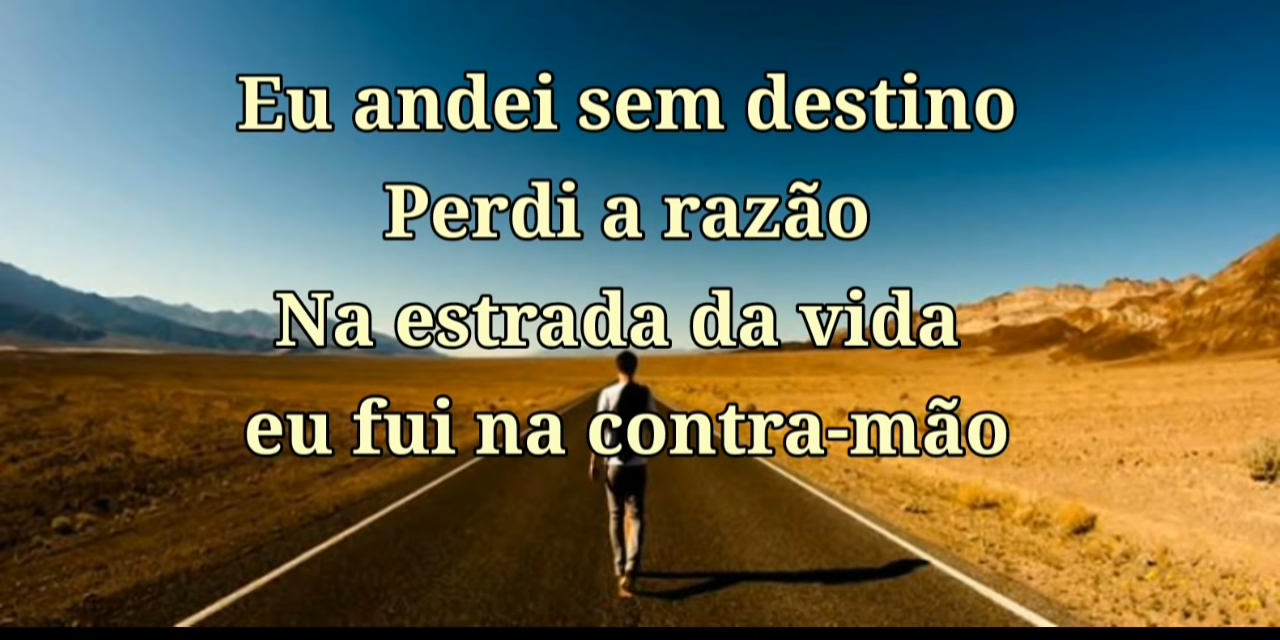 Eu andei sem destino
Perdi a razão
Na estrada da vida
eu fui na contra-mão